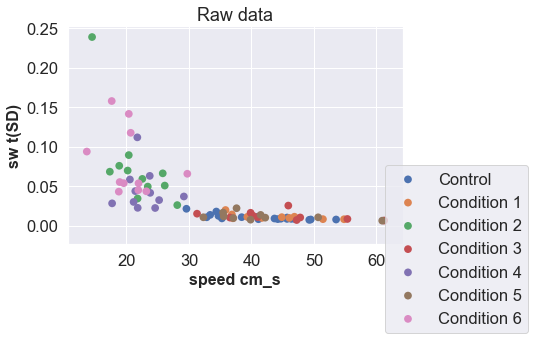 Raw data
0.25
0.20
0.15
0.10
0.05
0.00
sw t(SD)
20
30
40
50
60
speed cm_s
Control
Condition 1
Condition 2
Condition 3
Condition 4
Condition 5
Condition 6